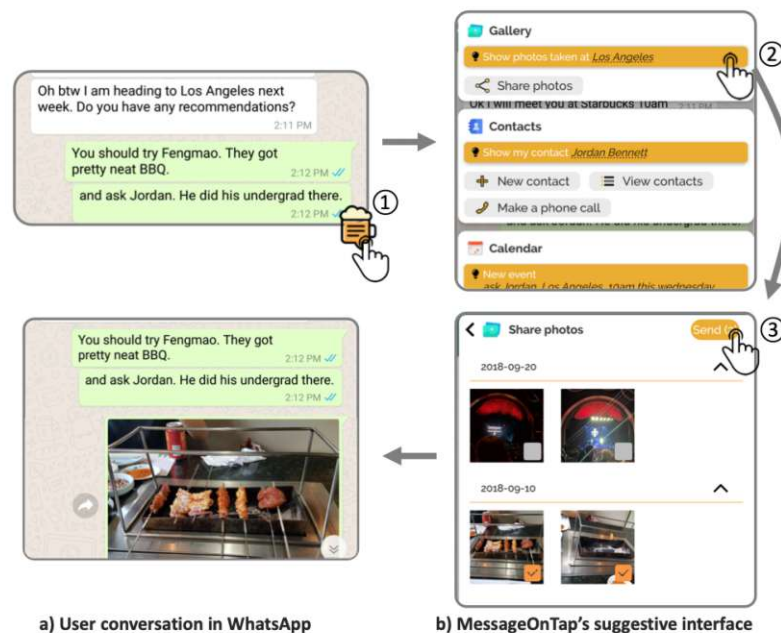 Oh btw I am heading to Los Angeles next
week. Do you have any recommendations?
2:11 PM
You should try Fengmao. They got
pretty neat BBQ.
2:12 PM
and ask Jordan. He did his undergrad there.
2:12 PM
①
Gallery
Show photos taken at Los Angeles
②
Share photos
Ok I will meet you at Starbucks 10am
2:11 PM
Contacts
Show my contact Jordan Bennett
New contact
View contacts
Make a phone call
Calendar
New event
ask Jordan, Los Angeles, 10am this wednesday
You should try Fengmao. They got
pretty neat BBQ.
2:12 PM
and ask Jordan. He did his undergrad there.
2:12 PM
Share photos
Send
③
2018-09-20
2018-09-10
a) User conversation in WhatsApp
b) MessageOnTap's suggestive interface